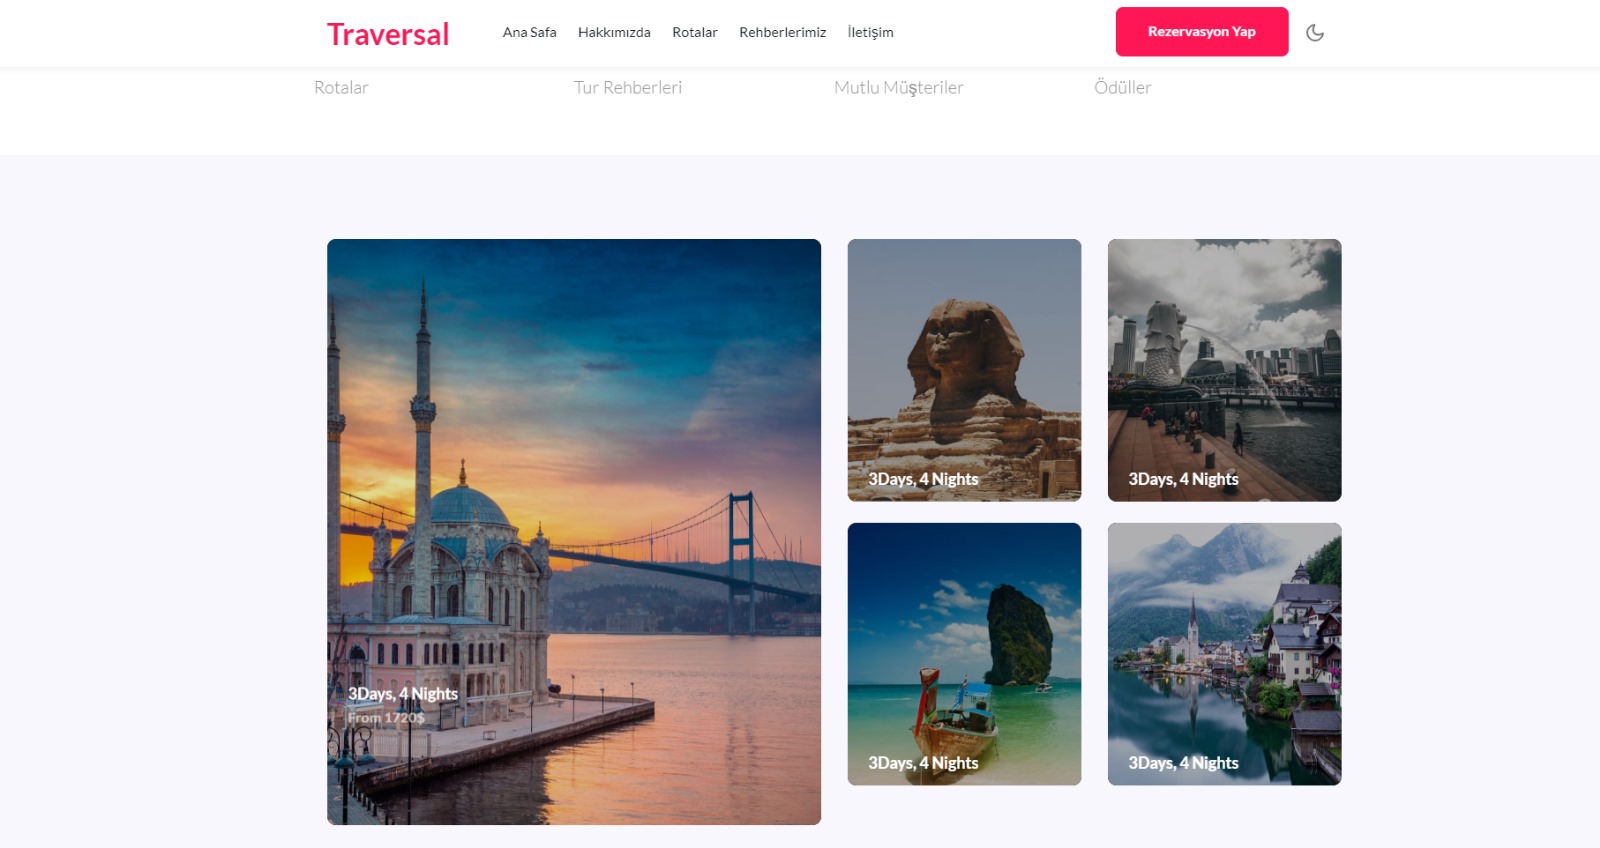 Traversal
Ana Safa
Hakkımızda
Rotalar
Rehberlerimiz
İletişim
Rezervasyon Yap
Rotalar
Tur Rehberleri
Mutlu Müşteriler
Ödüller
3Days, 4 Nights
From 1720$
3Days, 4 Nights
3Days, 4 Nights
3Days, 4 Nights
3Days, 4 Nights